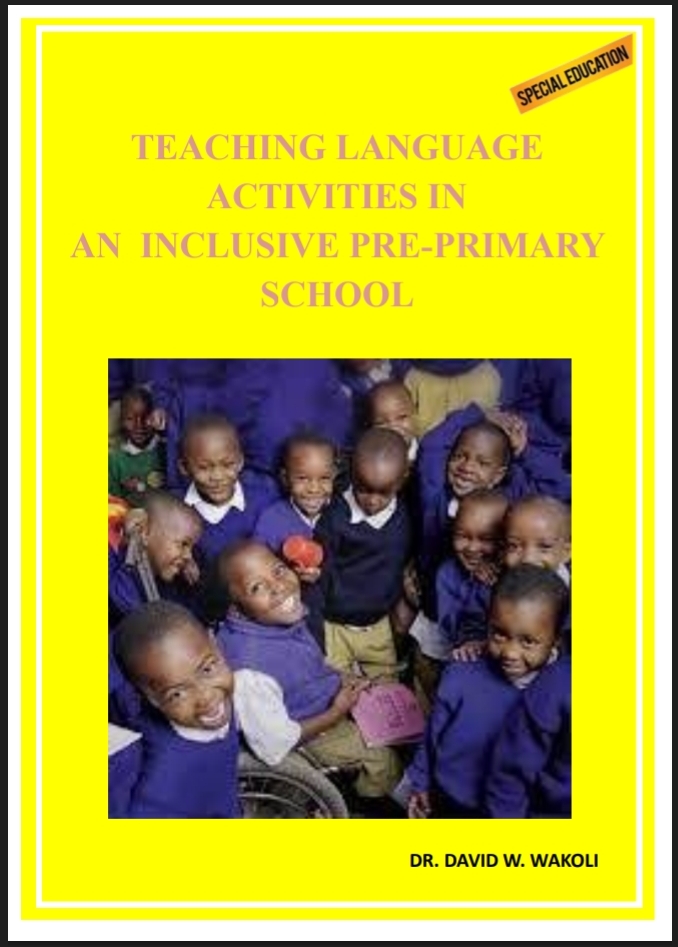 SPECIAL EDUCATION
TEACHING LANGUAGE
ACTIVITIES IN
AN INCLUSIVE PRE-PRIMARY
SCHOOL
DR. DAVID W. WAKOLI